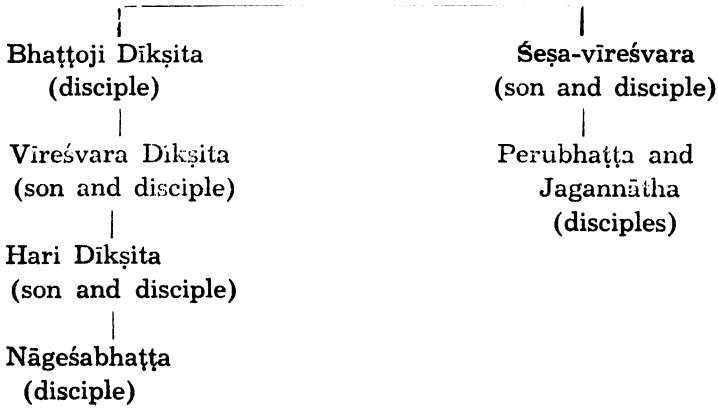 Bhaṭṭoji Dīkṣita
(disciple)
Vīreśvara Dīkṣita
(son and disciple)
Hari Dīkṣita
(son and disciple)
Nāgeśabhaṭṭa
(disciple)
Śeṣa-vīreśvara
(son and disciple)
Perubhaṭṭa and
Jagannātha
(disciples)